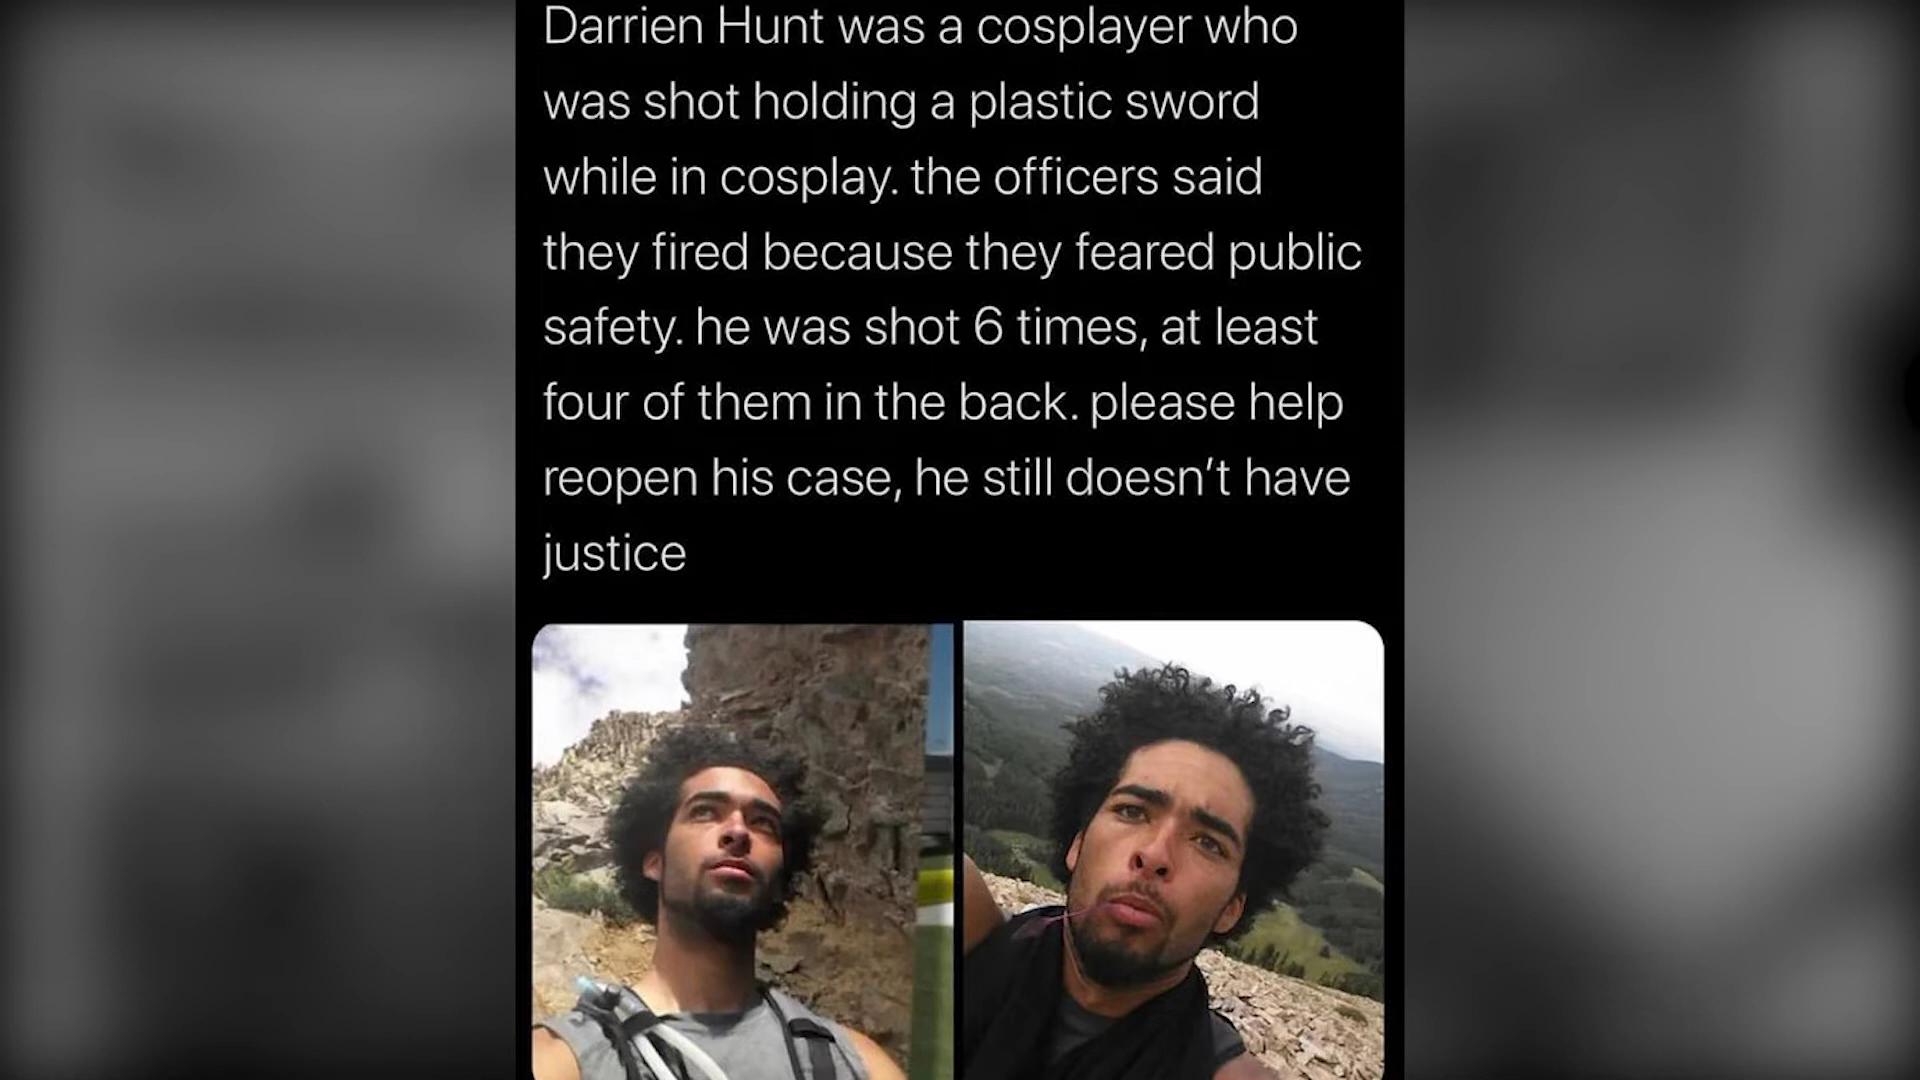 Darrien Hunt was a cosplayer who
was shot holding a plastic sword
while in cosplay. the officers said
they fired because they feared public
safety. he was shot 6 times, at least
four of them in the back. please help
reopen his case, he still doesn’t have
justice